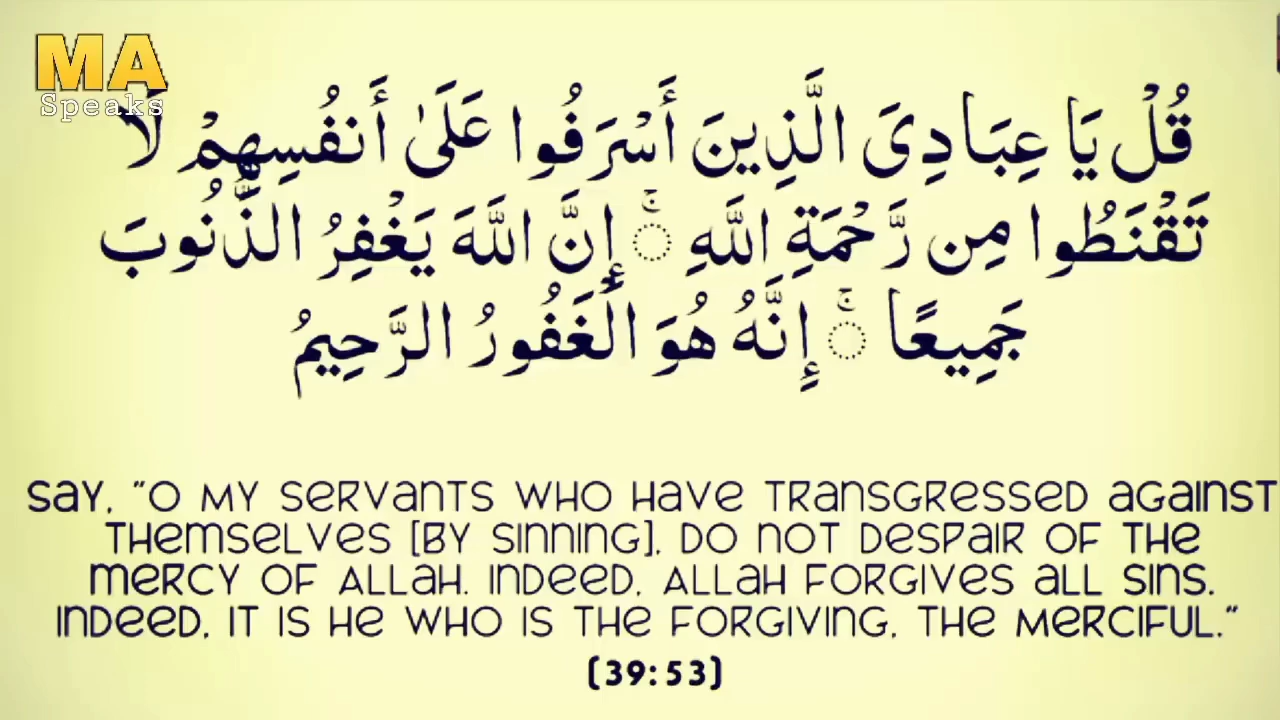 MA
Speaks
قُلْ يَا عِبَادِىَ الَّذِينَ أَسْرَفُوا عَلَىٰ أَنفُسِهِمْ لَا
تَقْنَطُوا مِن رَّحْمَةِ اللَّهِ ۚ إِنَّ اللَّهَ يَغْفِرُ الذُّنُوبَ
جَمِيعًا ۚ إِنَّهُ هُوَ الْغَفُورُ الرَّحِيمُ
Say, "O My servants who have transgressed against
themselves [by sinning], do not despair of the
mercy of Allah. Indeed, Allah forgives all sins.
Indeed, it is He who is the Forgiving, the Merciful."
(39:53)